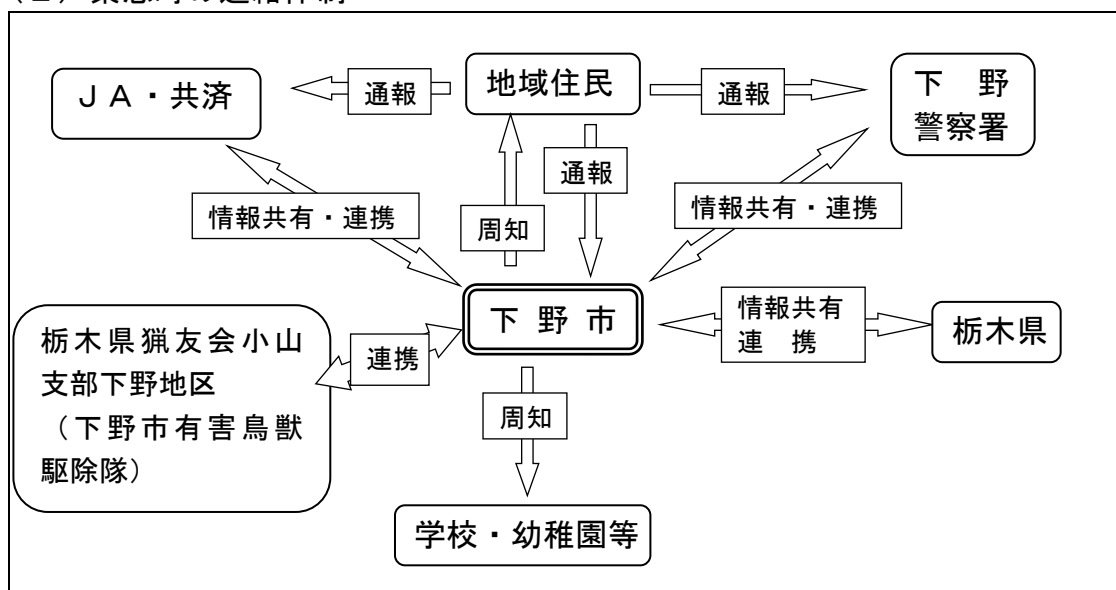 (2) 緊急時の連絡体制
ＪＡ・共済
通報
地域住民
通報
下　野
警察署
通報
情報共有・連携
情報共有・連携
周知
下 野 市
情報共有
連　携
栃木県
栃木県猟友会小山
支部下野地区
（下野市有害鳥獣
駆除隊）
連携
周知
学校・幼稚園等